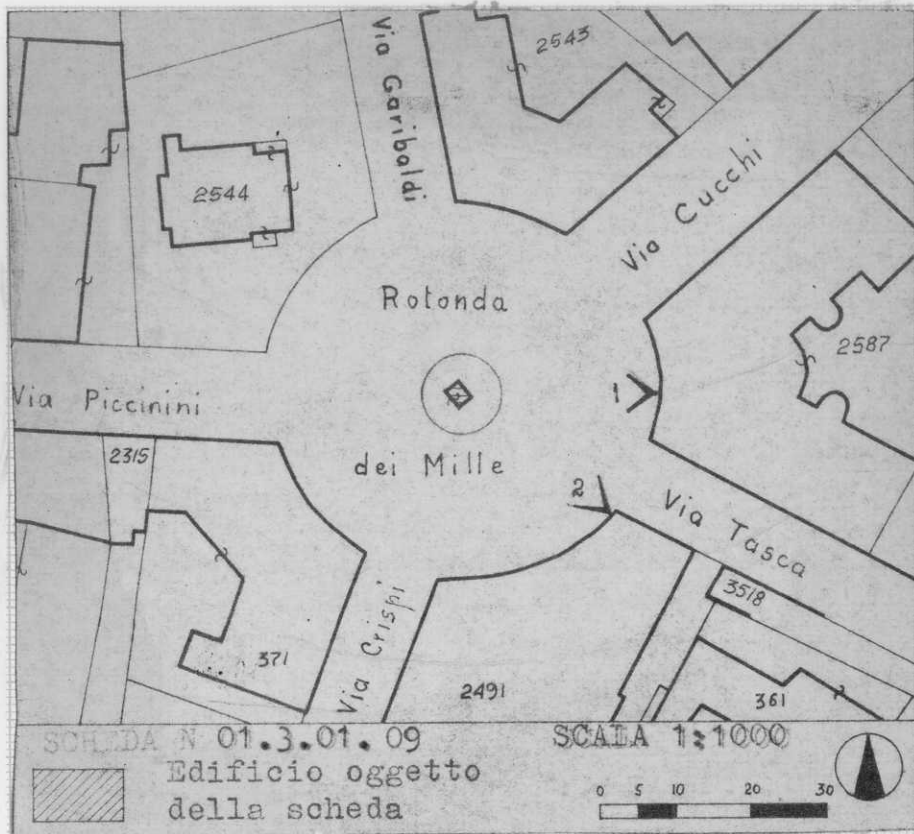 Via Garibaldi
2543
2544
Via Cucchi
Rotonda
2587
Via Piccinini
1
2315
dei Mille
2
Via Tasca
3518
Via Crispi
371
2491
361
SCHEDA N 01.3.01.09 SCALA 1:1000
Edificio oggetto
della scheda
0 5 10 20 30